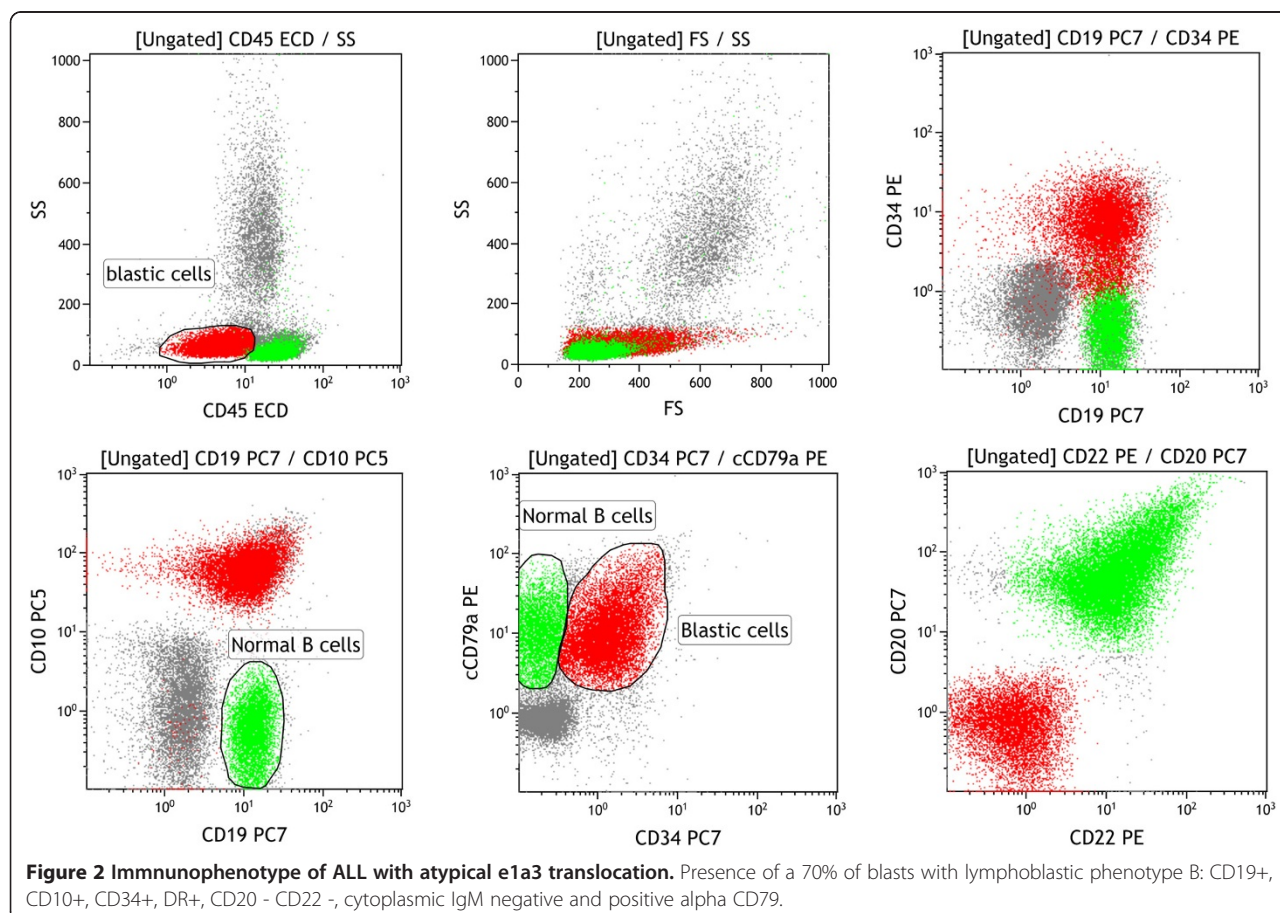 [Ungated] CD45 ECD / SS
1000
800
600
400
200
0
SS
blastic cells
10⁰ 10¹ 10² 10³
CD45 ECD
[Ungated] FS / SS
1000
800
600
400
200
0
SS
0 200 400 600 800 1000
FS
[Ungated] CD19 PC7 / CD34 PE
10³
10²
10¹
10⁰
CD34 PE
10⁰ 10¹ 10² 10³
CD19 PC7
[Ungated] CD19 PC7 / CD10 PC5
10³
10²
10¹
10⁰
CD10 PC5
Normal B cells
10⁰ 10¹ 10² 10³
CD19 PC7
[Ungated] CD34 PC7 / cCD79a PE
10³
10²
10¹
10⁰
cCD79a PE
Normal B cells
Blastic cells
10⁰ 10¹ 10² 10³
CD34 PC7
[Ungated] CD22 PE / CD20 PC7
10³
10²
10¹
10⁰
CD20 PC7
10⁰ 10¹ 10² 10³
CD22 PE
Figure 2 Immnunophenotype of ALL with atypical e1a3 translocation. Presence of a 70% of blasts with lymphoblastic phenotype B: CD19+,
CD10+, CD34+, DR+, CD20 - CD22 -, cytoplasmic IgM negative and positive alpha CD79.